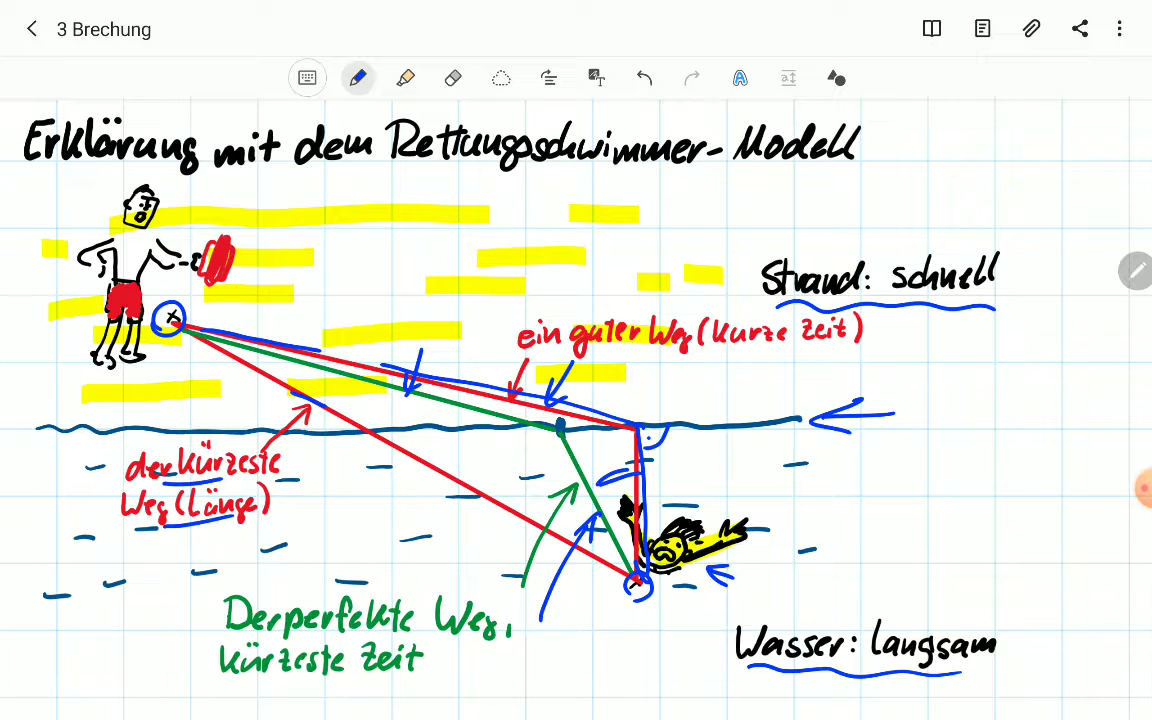 3 Brechung
Erklärung mit dem Rettungsschwimmer-Modell
Strand: schnell
ein guter Weg (kurze Zeit)
der kürzeste
Weg (Länge)
Der perfekte Weg,
kürzeste Zeit
Wasser: langsam